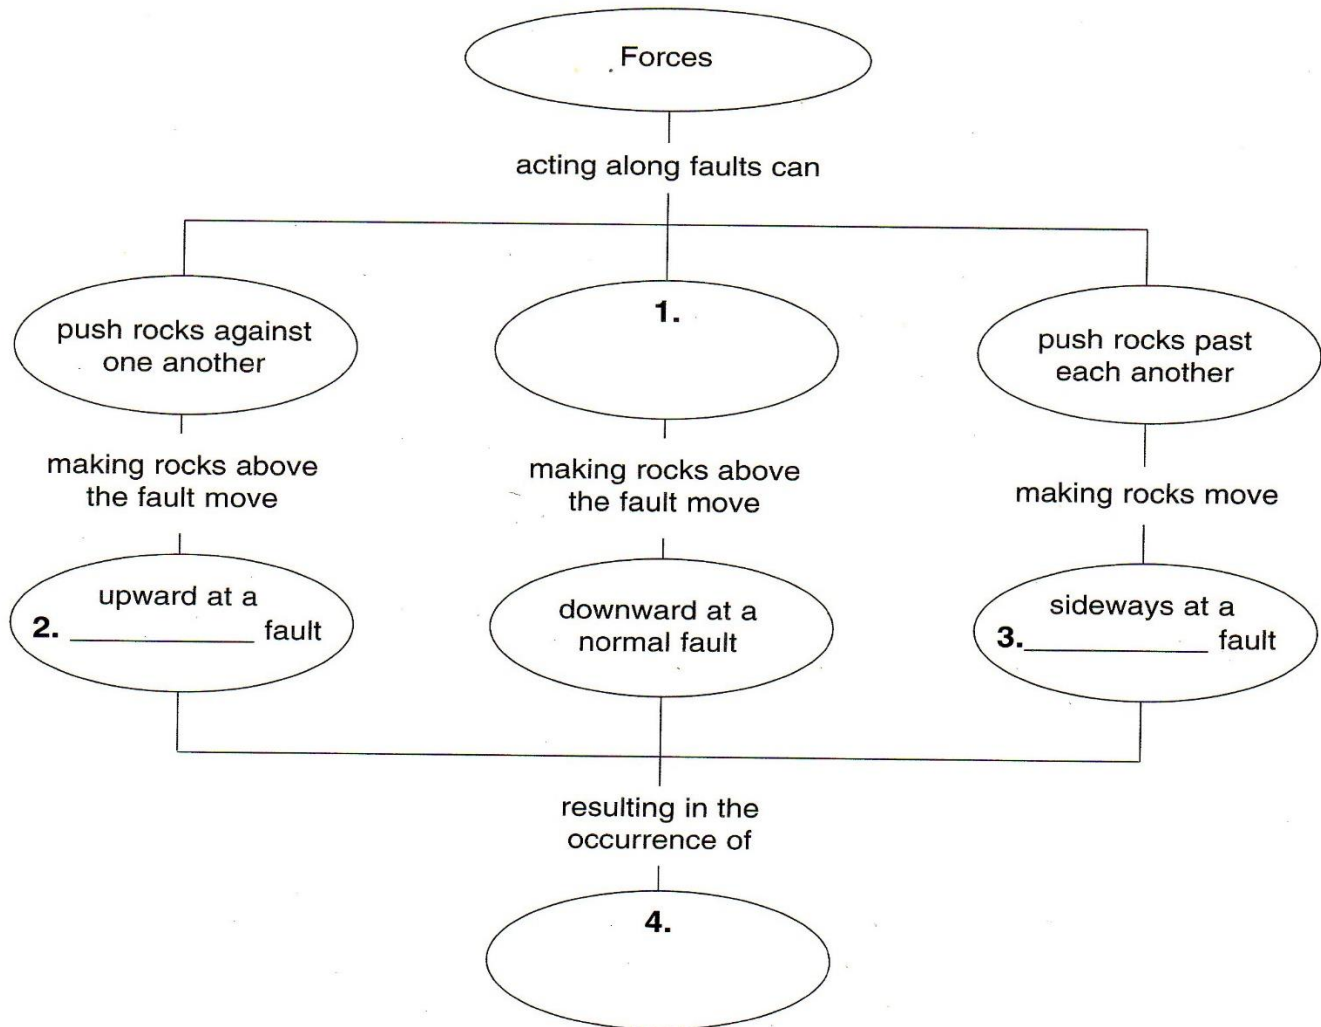 Forces
acting along faults can
push rocks against
one another
1.
push rocks past
each another
making rocks above
the fault move
making rocks above
the fault move
making rocks move
upward at a
2. ____________ fault
downward at a
normal fault
sideways at a
3.____________ fault
resulting in the
occurrence of
4.